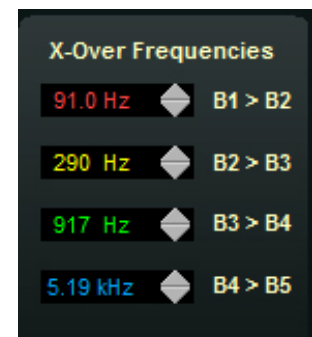 X-Over Frequencies
91.0 Hz B1 > B2
290 Hz B2 > B3
917 Hz B3 > B4
5.19 kHz B4 > B5